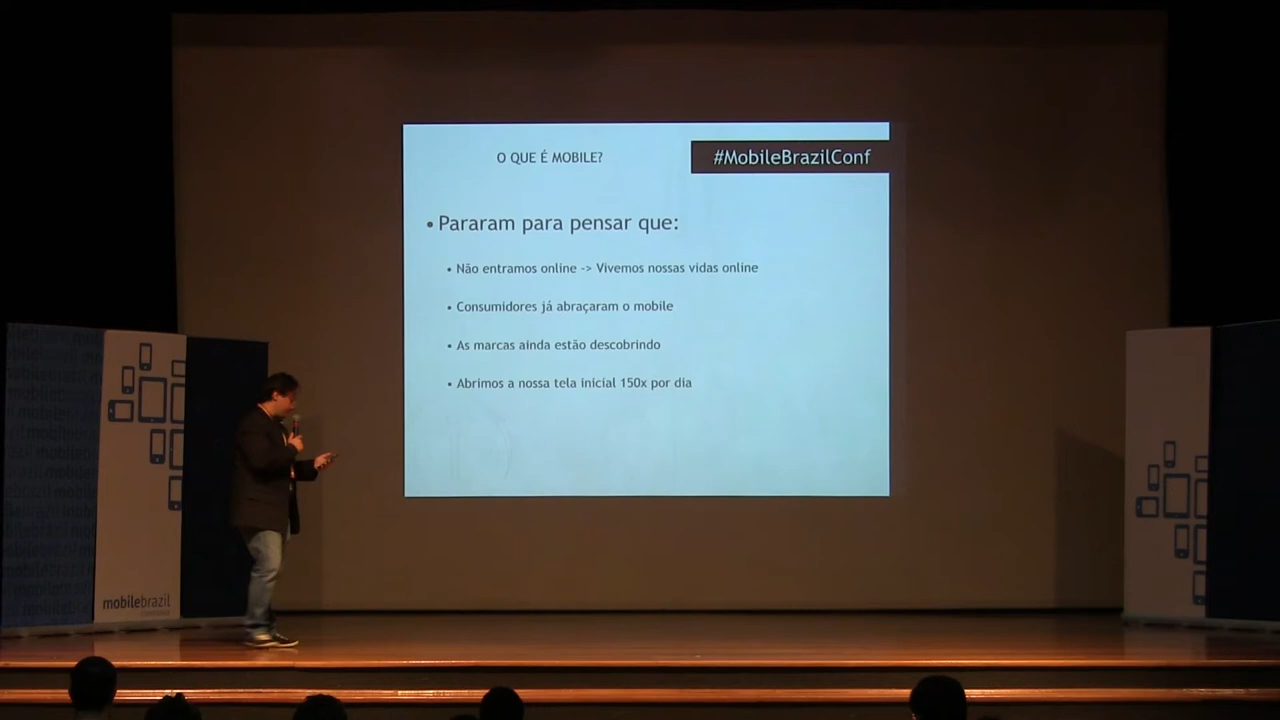 O QUE É MOBILE?
#MobileBrazilConf
• Pararam para pensar que:
• Não entramos online -> Vivemos nossas vidas online
• Consumidores já abraçaram o mobile
• As marcas ainda estão descobrindo
• Abrimos a nossa tela inicial 150x por dia
mobilebrazil